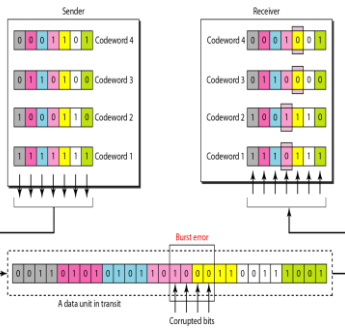 Sender
Receiver
0 0 0 1 1 0 1 Codeword 4
Codeword 4 0 0 0 1 0 0 1
0 1 1 0 1 0 0 Codeword 3
Codeword 3 0 1 1 0 0 0 0
1 0 0 0 1 1 0 Codeword 2
Codeword 2 1 0 0 1 1 1 0
1 1 1 1 1 1 1 Codeword 1
Codeword 1 1 1 1 0 1 1 1
Burst error
0 0 1 1 0 1 0 1 0 1 0 1 1 0 1 0 0 0 1 1 0 0 1 1 1 0 0 1
A data unit in transit
Corrupted bits